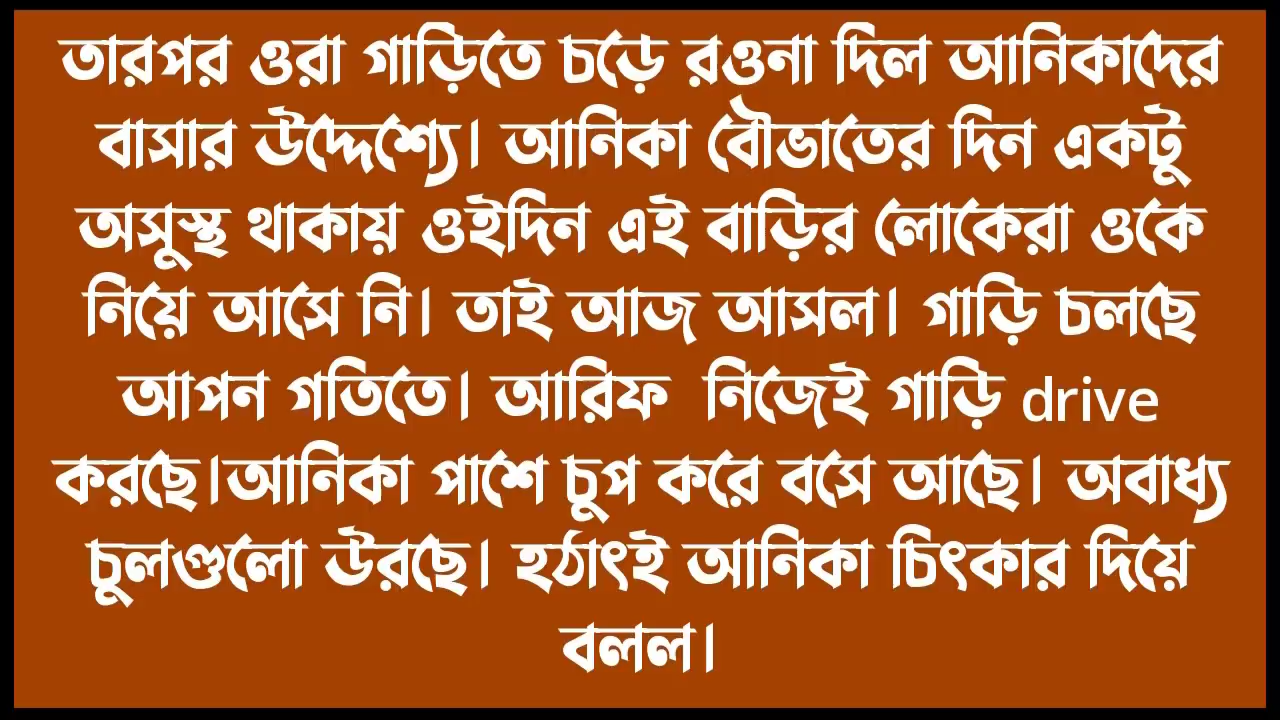 তারপর ওরা গাড়িতে চড়ে রওনা দিল আনিকাদের
বাসার উদ্দেশ্যে। আনিকা বৌভাতের দিন একটু
অসুস্থ থাকায় ওইদিন এই বাড়ির লোকেরা ওকে
নিয়ে আসে নি। তাই আজ আসল। গাড়ি চলছে
আপন গতিতে। আরিফ নিজেই গাড়ি drive
করছে।আনিকা পাশে চুপ করে বসে আছে। অবাধ্য
চুলগুলো উরছে। হঠাৎই আনিকা চিৎকার দিয়ে
বলল।